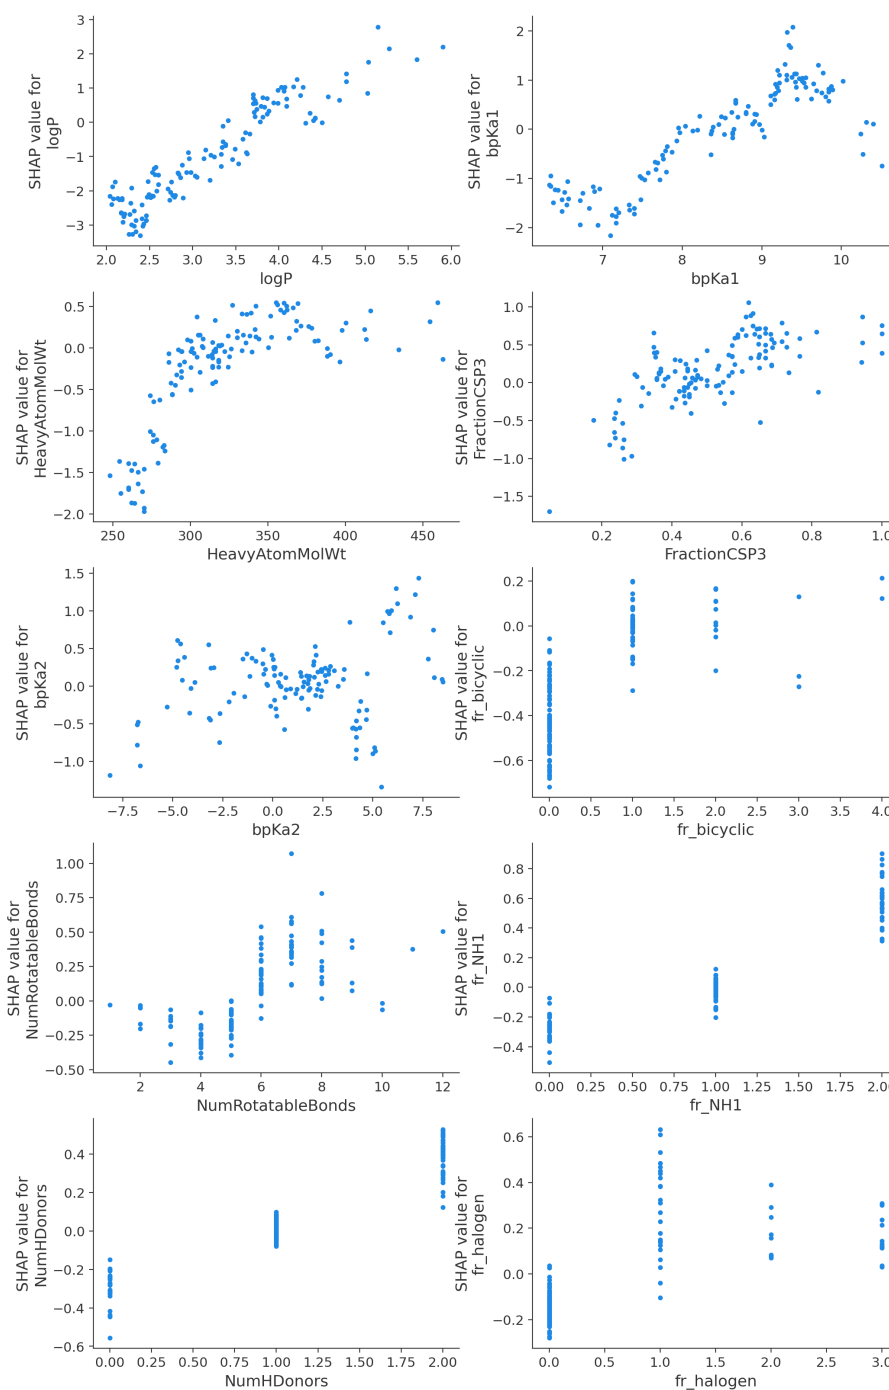 3
2
1
0
−1
−2
−3
SHAP value for
logP
2.0 2.5 3.0 3.5 4.0 4.5 5.0 5.5 6.0
logP
2
1
0
−1
−2
SHAP value for
bpKa1
7 8 9 10
bpKa1
0.5
0.0
−0.5
−1.0
−1.5
−2.0
SHAP value for
HeavyAtomMolWt
250 300 350 400 450
HeavyAtomMolWt
1.0
0.5
0.0
−0.5
−1.0
−1.5
SHAP value for
FractionCSP3
0.2 0.4 0.6 0.8 1.0
FractionCSP3
1.5
1.0
0.5
0.0
−0.5
−1.0
SHAP value for
bpKa2
−7.5 −5.0 −2.5 0.0 2.5 5.0 7.5
bpKa2
0.2
0.0
−0.2
−0.4
−0.6
SHAP value for
fr_bicyclic
0.0 0.5 1.0 1.5 2.0 2.5 3.0 3.5 4.0
fr_bicyclic
1.00
0.75
0.50
0.25
0.00
−0.25
−0.50
SHAP value for
NumRotatableBonds
2 4 6 8 10 12
NumRotatableBonds
0.8
0.6
0.4
0.2
0.0
−0.2
−0.4
SHAP value for
fr_NH1
0.00 0.25 0.50 0.75 1.00 1.25 1.50 1.75 2.00
fr_NH1
0.4
0.2
0.0
−0.2
−0.4
−0.6
SHAP value for
NumHDonors
0.00 0.25 0.50 0.75 1.00 1.25 1.50 1.75 2.00
NumHDonors
0.6
0.4
0.2
0.0
−0.2
SHAP value for
fr_halogen
0.0 0.5 1.0 1.5 2.0 2.5 3.0
fr_halogen